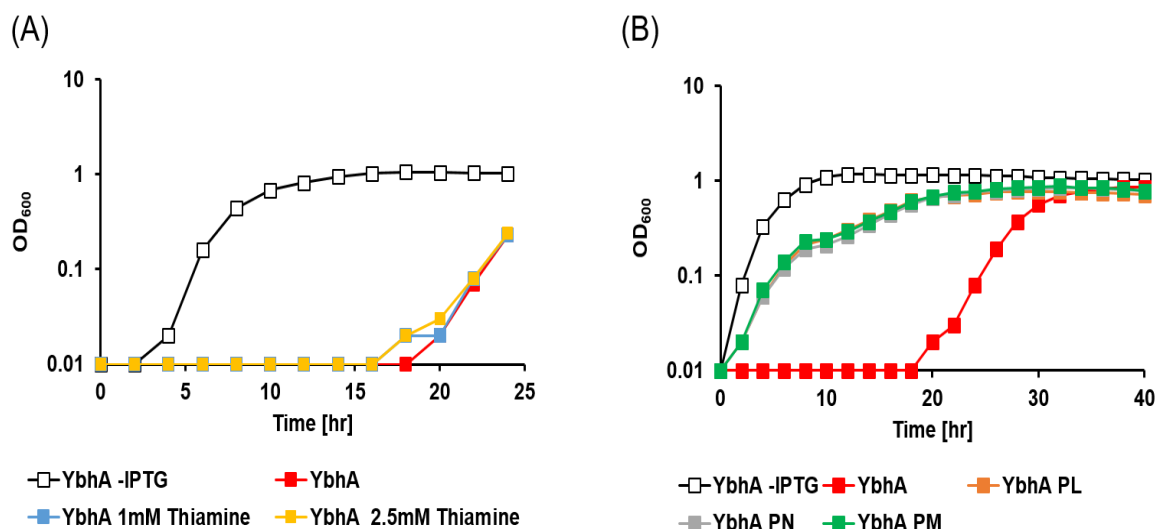 (A)
10
1
0.1
0.01
OD600
0 5 10 15 20 25
Time [hr]
YbhA -IPTG YbhA
YbhA 1mM Thiamine YbhA 2.5mM Thiamine
(B)
10
1
0.1
0.01
OD600
0 10 20 30 40
Time [hr]
YbhA -IPTG YbhA YbhA PL
YbhA PN YbhA PM